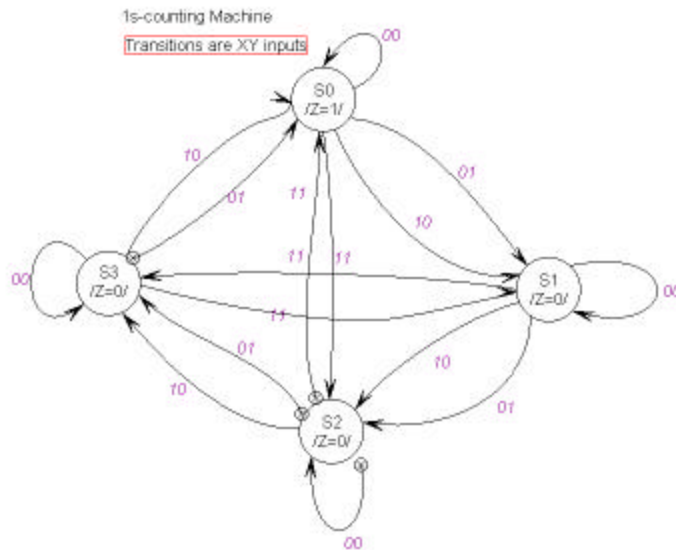 1s-counting Machine
Transitions are XY inputs
00
S0
/Z=1/
10
01
01
11
10
11
11
00
S3
/Z=0/
S1
/Z=0/
00
11
01
10
10
01
S2
/Z=0/
00